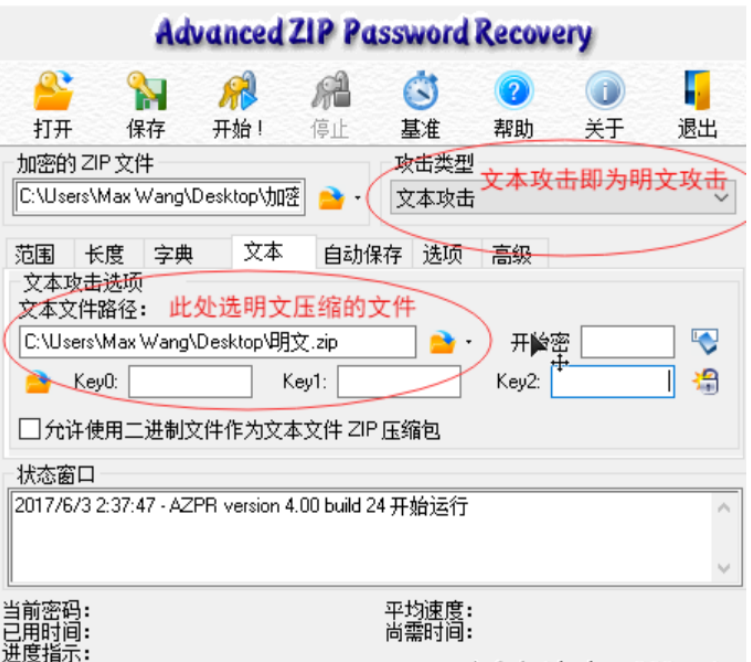 Advanced ZIP Password Recovery
打开 保存 开始！ 停止 基准 帮助 关于 退出
加密的 ZIP 文件 攻击类型
C:\Users\Max Wang\Desktop\加密 文本攻击 文本攻击即为明文攻击
范围 长度 字典 文本 自动保存 选项 高级
文本攻击选项
文本文件路径： 此处选明文压缩的文件
C:\Users\Max Wang\Desktop\明文.zip 开始密
Key0: Key1: Key2:
允许使用二进制文件作为文本文件 ZIP 压缩包
状态窗口
2017/6/3 2:37:47 - AZPR version 4.00 build 24 开始运行
当前密码： 平均速度：
已用时间： 尚需时间：
进度指示：